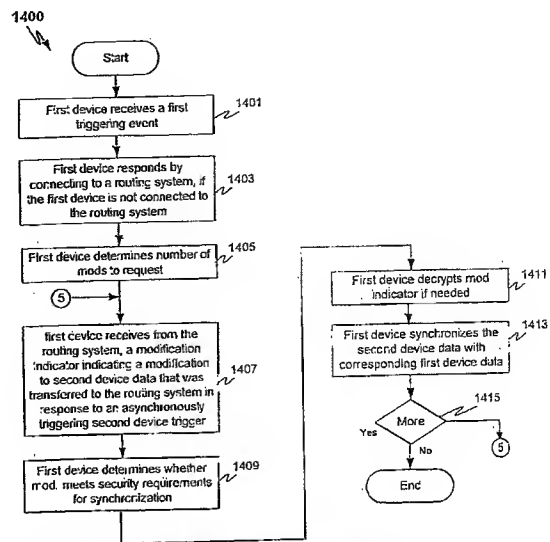 1400
Start
First device receives a first
triggering event
1401
First device responds by
connecting to a routing system, if
the first device is not connected to
the routing system
1403
First device determines number of
mods to request
1405
5
first device receives from the
routing system, a modification
indicator indicating a modification
to second device data that was
transferred to the routing system in
response to an asynchronously
triggering second device trigger
1407
First device determines whether
mod. meets security requirements
for synchronization
1409
First device decrypts mod
indicator if needed
1411
First device synchronizes the
second device data with
corresponding first device data
1413
More
1415
Yes
No
5
End